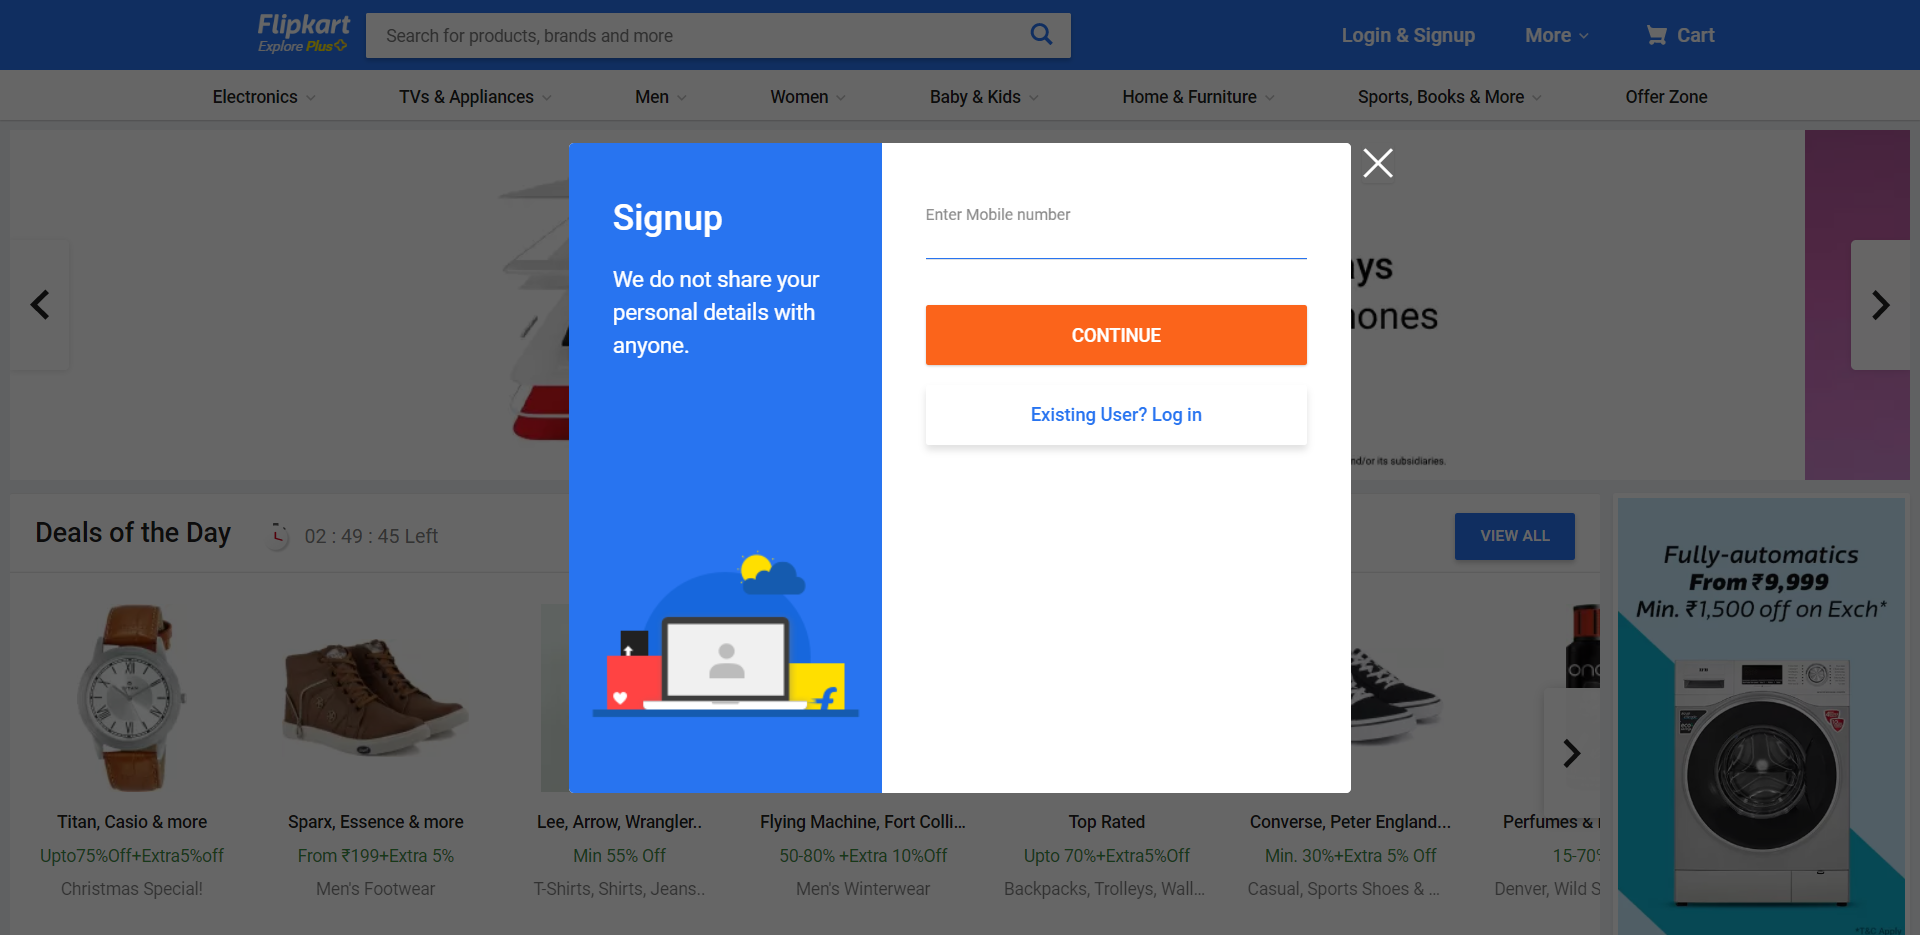 Flipkart
Explore Plus
Search for products, brands and more
Login & Signup
More
Cart
Electronics
TVs & Appliances
Men
Women
Baby & Kids
Home & Furniture
Sports, Books & More
Offer Zone
Signup
We do not share your
personal details with
anyone.
Enter Mobile number
CONTINUE
Existing User? Log in
nd/or its subsidiaries.
Deals of the Day
02 : 49 : 45 Left
VIEW ALL
Fully-automatics
From ₹9,999
Min. ₹1,500 off on Exch*
Titan, Casio & more
Upto75%Off+Extra5%off
Christmas Special!
Sparx, Essence & more
From ₹199+Extra 5%
Men's Footwear
Lee, Arrow, Wrangler..
Min 55% Off
T-Shirts, Shirts, Jeans..
Flying Machine, Fort Colli...
50-80% +Extra 10%Off
Men's Winterwear
Top Rated
Upto 70%+Extra5%Off
Backpacks, Trolleys, Wall...
Converse, Peter England...
Min. 30%+Extra 5% Off
Casual, Sports Shoes & ...
Perfumes &
15-70%
Denver, Wild S
*T&C Apply